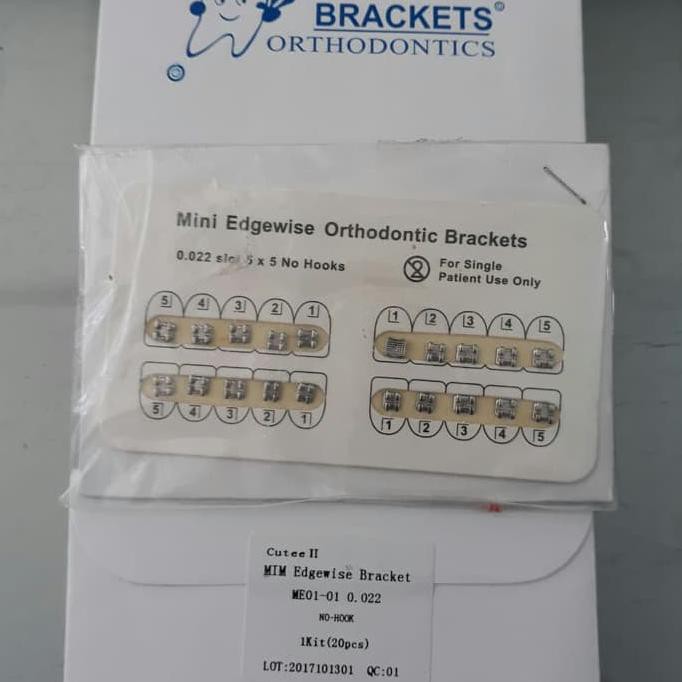 BRACKETS®
ORTHODONTICS
®
Mini Edgewise Orthodontic Brackets
0.022 slot 5 x 5 No Hooks
For Single
Patient Use Only
2
5 4 3 2 1
1 2 3 4 5
5 4 3 2 1
1 2 3 4 5
Cutee II
MIM Edgewise Bracket
ME01-01 0.022
NO-HOOK
1Kit(20pcs)
LOT:2017101301 QC:01